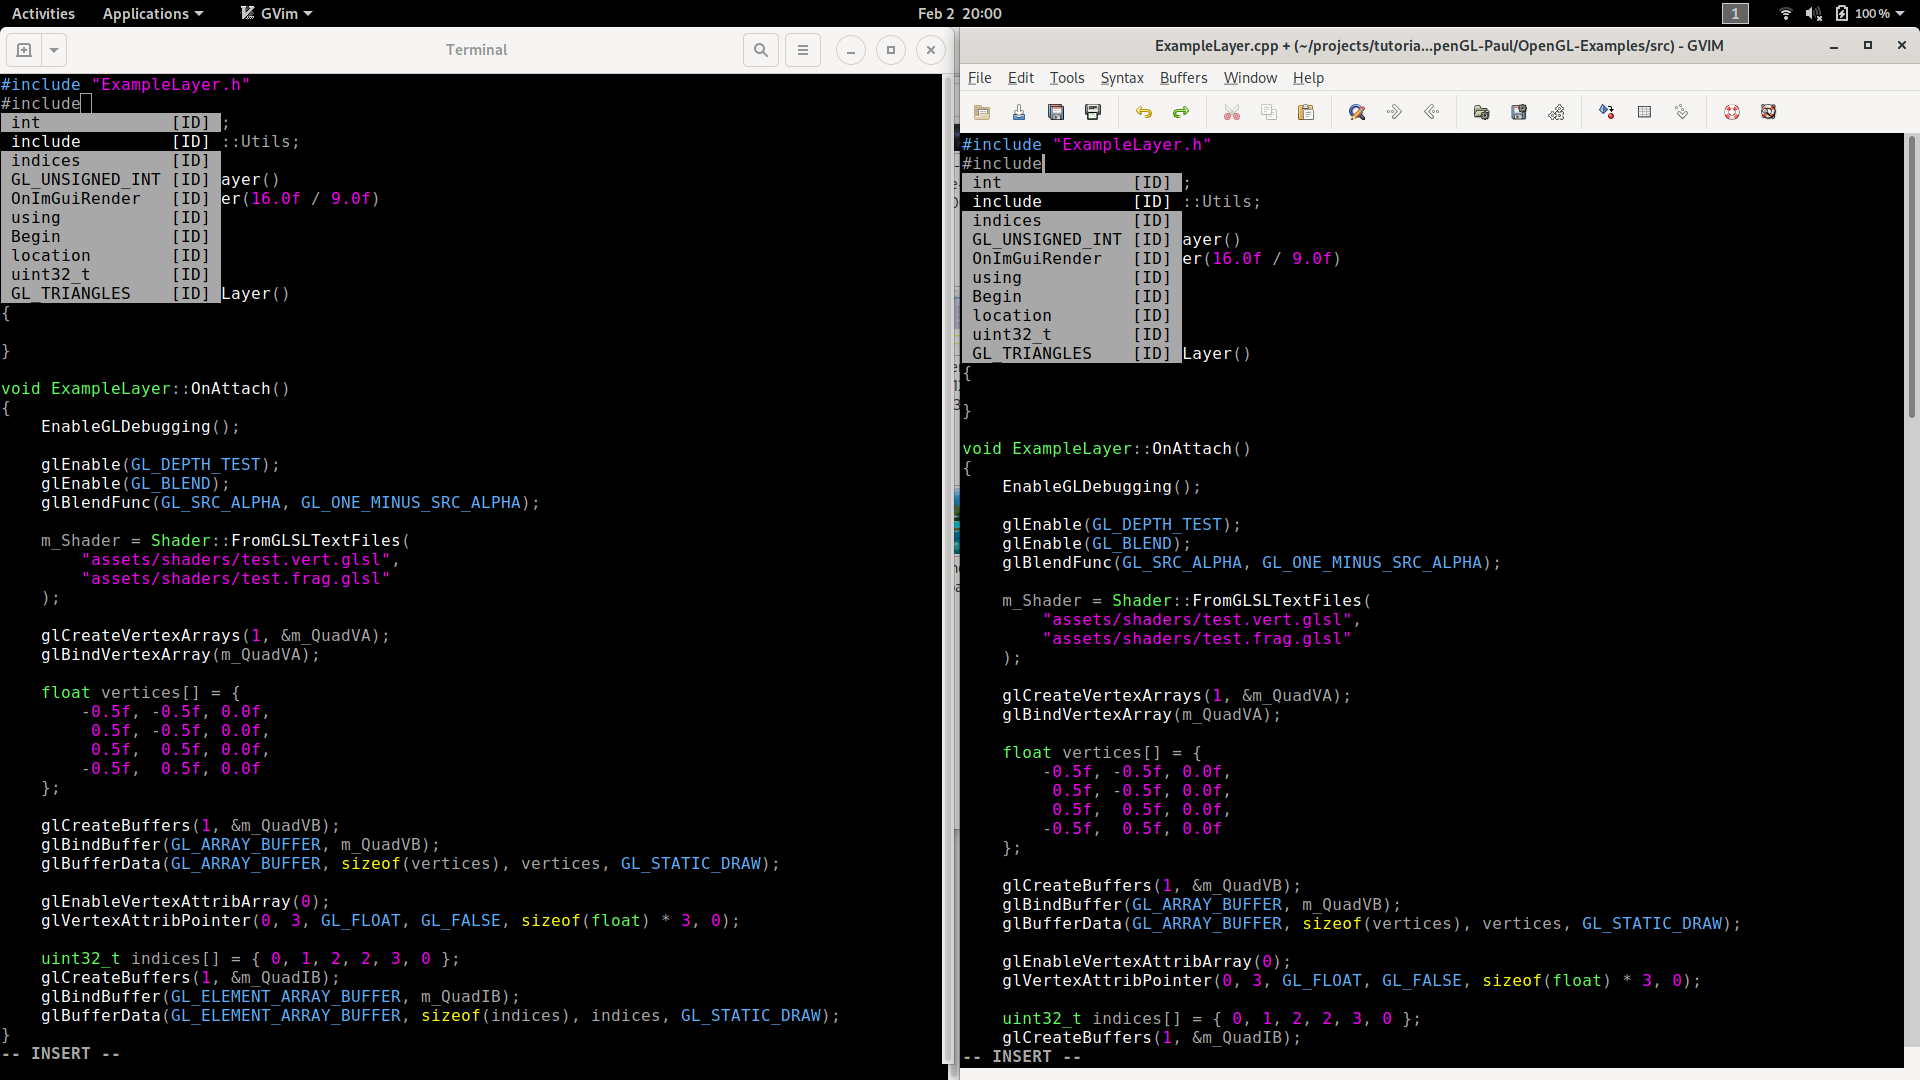 Activities Applications GVim Feb 2 20:00 1 100 %
Terminal
#include "ExampleLayer.h"
#include
int [ID] ;
include [ID] ::Utils;
indices [ID]
GL_UNSIGNED_INT [ID] ayer()
OnImGuiRender [ID] er(16.0f / 9.0f)
using [ID]
Begin [ID]
location [ID]
uint32_t [ID]
GL_TRIANGLES [ID] Layer()
{
}
void ExampleLayer::OnAttach()
{
EnableGLDebugging();
glEnable(GL_DEPTH_TEST);
glEnable(GL_BLEND);
glBlendFunc(GL_SRC_ALPHA, GL_ONE_MINUS_SRC_ALPHA);
m_Shader = Shader::FromGLSLTextFiles(
"assets/shaders/test.vert.glsl",
"assets/shaders/test.frag.glsl"
);
glCreateVertexArrays(1, &m_QuadVA);
glBindVertexArray(m_QuadVA);
float vertices[] = {
-0.5f, -0.5f, 0.0f,
0.5f, -0.5f, 0.0f,
0.5f, 0.5f, 0.0f,
-0.5f, 0.5f, 0.0f
};
glCreateBuffers(1, &m_QuadVB);
glBindBuffer(GL_ARRAY_BUFFER, m_QuadVB);
glBufferData(GL_ARRAY_BUFFER, sizeof(vertices), vertices, GL_STATIC_DRAW);
glEnableVertexAttribArray(0);
glVertexAttribPointer(0, 3, GL_FLOAT, GL_FALSE, sizeof(float) * 3, 0);
uint32_t indices[] = { 0, 1, 2, 2, 3, 0 };
glCreateBuffers(1, &m_QuadIB);
glBindBuffer(GL_ELEMENT_ARRAY_BUFFER, m_QuadIB);
glBufferData(GL_ELEMENT_ARRAY_BUFFER, sizeof(indices), indices, GL_STATIC_DRAW);
}
-- INSERT --
ExampleLayer.cpp + (~/projects/tutoria...penGL-Paul/OpenGL-Examples/src) - GVIM
File Edit Tools Syntax Buffers Window Help
#include "ExampleLayer.h"
#include
int [ID] ;
include [ID] ::Utils;
indices [ID]
GL_UNSIGNED_INT [ID] ayer()
OnImGuiRender [ID] er(16.0f / 9.0f)
using [ID]
Begin [ID]
location [ID]
uint32_t [ID]
GL_TRIANGLES [ID] Layer()
{
}
void ExampleLayer::OnAttach()
{
EnableGLDebugging();
glEnable(GL_DEPTH_TEST);
glEnable(GL_BLEND);
glBlendFunc(GL_SRC_ALPHA, GL_ONE_MINUS_SRC_ALPHA);
m_Shader = Shader::FromGLSLTextFiles(
"assets/shaders/test.vert.glsl",
"assets/shaders/test.frag.glsl"
);
glCreateVertexArrays(1, &m_QuadVA);
glBindVertexArray(m_QuadVA);
float vertices[] = {
-0.5f, -0.5f, 0.0f,
0.5f, -0.5f, 0.0f,
0.5f, 0.5f, 0.0f,
-0.5f, 0.5f, 0.0f
};
glCreateBuffers(1, &m_QuadVB);
glBindBuffer(GL_ARRAY_BUFFER, m_QuadVB);
glBufferData(GL_ARRAY_BUFFER, sizeof(vertices), vertices, GL_STATIC_DRAW);
glEnableVertexAttribArray(0);
glVertexAttribPointer(0, 3, GL_FLOAT, GL_FALSE, sizeof(float) * 3, 0);
uint32_t indices[] = { 0, 1, 2, 2, 3, 0 };
glCreateBuffers(1, &m_QuadIB);
-- INSERT --